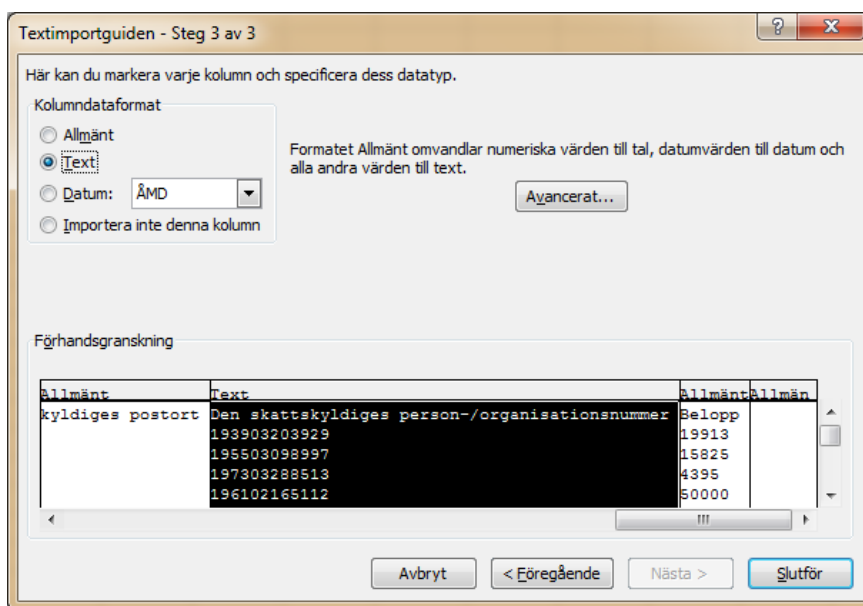 Textimportguiden - Steg 3 av 3
Här kan du markera varje kolumn och specificera dess datatyp.
Kolumndataformat
Allmänt
Text
Datum: ÅMD
Importera inte denna kolumn
Formatet Allmänt omvandlar numeriska värden till tal, datumvärden till datum och
alla andra värden till text.
Avancerat...
Förhandsgranskning
Allmänt Text Allmänt Allmän
kyldiges postort Den skattskyldiges person-/organisationsnummer Belopp
193903203929 19913
195503098997 15825
197303288513 4395
196102165112 50000
Avbryt < Föregående Nästa > Slutför